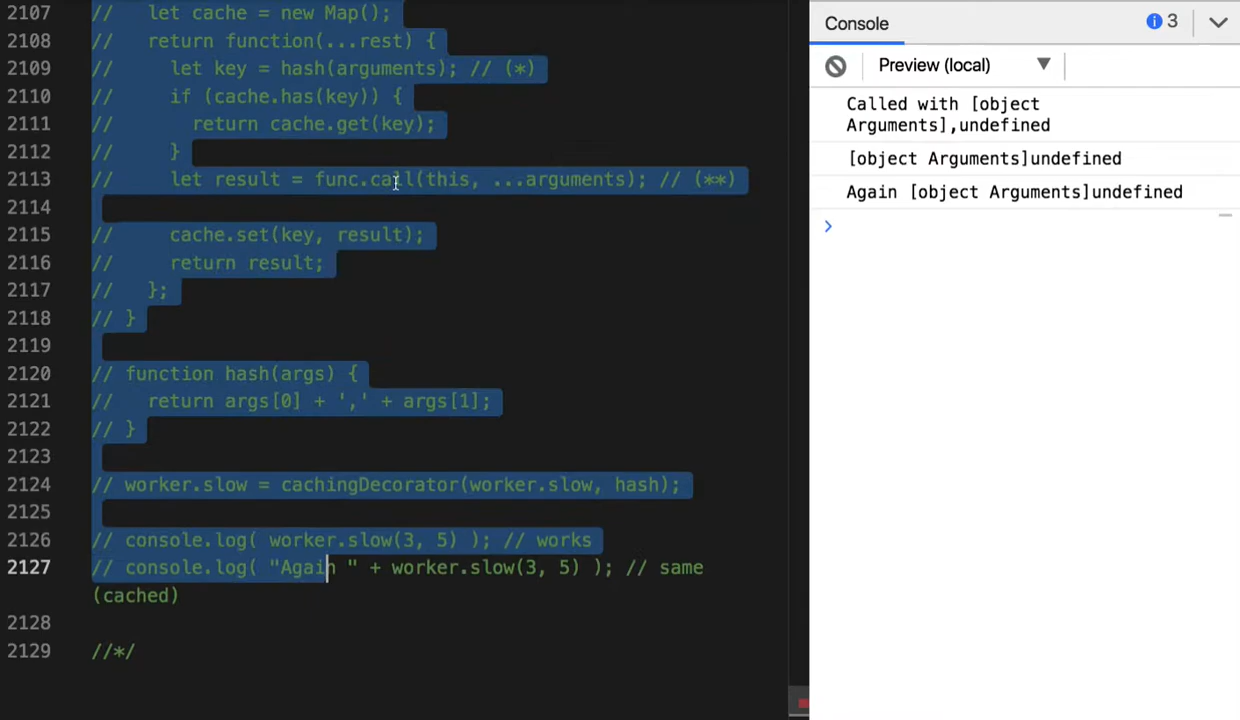 2107 // let cache = new Map();
2108 // return function(...rest) {
2109 // let key = hash(arguments); // (*)
2110 // if (cache.has(key)) {
2111 // return cache.get(key);
2112 // }
2113 // let result = func.call(this, ...arguments); // (**)
2114
2115 // cache.set(key, result);
2116 // return result;
2117 // };
2118 // }
2119
2120 // function hash(args) {
2121 // return args[0] + ',' + args[1];
2122 // }
2123
2124 // worker.slow = cachingDecorator(worker.slow, hash);
2125
2126 // console.log( worker.slow(3, 5) ); // works
2127 // console.log( "Again " + worker.slow(3, 5) ); // same
(cached)
2128
2129 //*/
Console
3
Preview (local)
Called with [object
Arguments],undefined
[object Arguments]undefined
Again [object Arguments]undefined